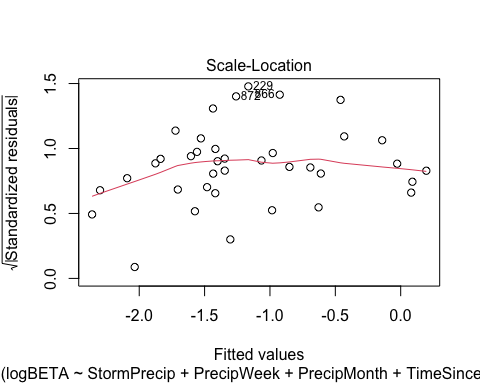 Scale-Location
√|Standardized residuals|
1.5
1.0
0.5
0.0
229
872
266
-2.0 -1.5 -1.0 -0.5 0.0
Fitted values
(logBETA ~ StormPrecip + PrecipWeek + PrecipMonth + TimeSince